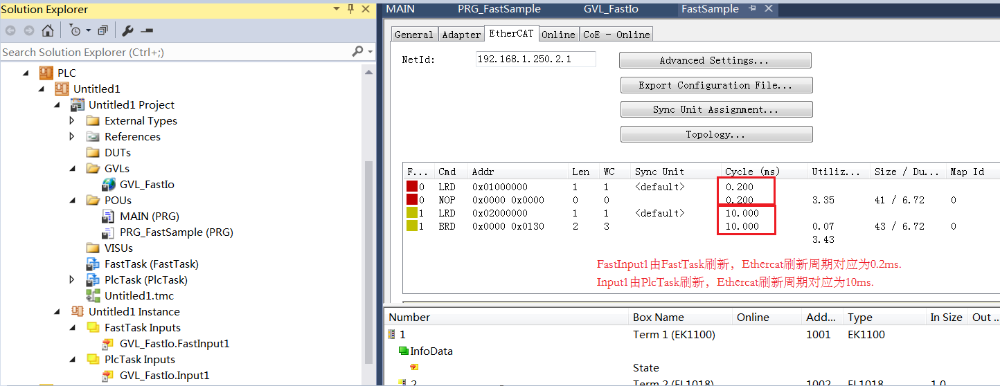 Solution Explorer
Search Solution Explorer (Ctrl+;)
PLC
Untitled1
Untitled1 Project
External Types
References
DUTs
GVLs
GVL_FastIo
POUs
MAIN (PRG)
PRG_FastSample (PRG)
VISUs
FastTask (FastTask)
PlcTask (PlcTask)
Untitled1.tmc
Untitled1 Instance
FastTask Inputs
GVL_FastIo.FastInput1
PlcTask Inputs
GVL_FastIo.Input1
MAIN PRG_FastSample GVL_FastIo FastSample
General Adapter EtherCAT Online CoE - Online
NetId: 192.168.1.250.2.1 Advanced Settings...
Export Configuration File...
Sync Unit Assignment...
Topology...
F... Cmd Addr Len WC Sync Unit Cycle (ms) Utiliz... Size / Du... Map Id
0 LRD 0x01000000 1 1 <default> 0.200
0 NOP 0x0000 0x0000 0 0 0.200 3.35 41 / 6.72 0
1 LRD 0x02000000 1 1 <default> 10.000
1 BRD 0x0000 0x0130 2 3 10.000 0.07 43 / 6.72 0
3.43
FastInput1由FastTask刷新，Ethercat刷新周期对应为0.2ms.
Input1由PlcTask刷新，Ethercat刷新周期对应为10ms.
Number Box Name Online Add... Type In Size Out ...
1 Term 1 (EK1100) 1001 EK1100
InfoData
State
2 Term 2 (EL1018) 1002 EL1018 1.0